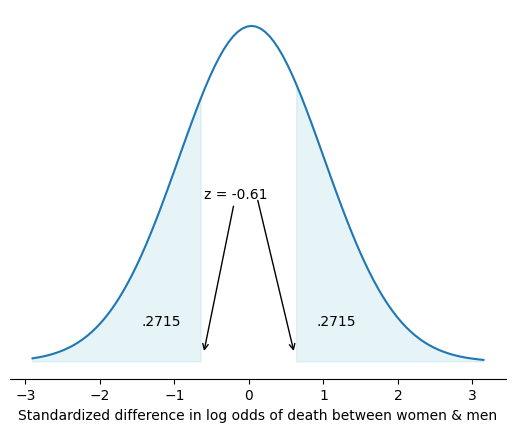 z = -0.61
.2715 .2715
−3 −2 −1 0 1 2 3
Standardized difference in log odds of death between women & men